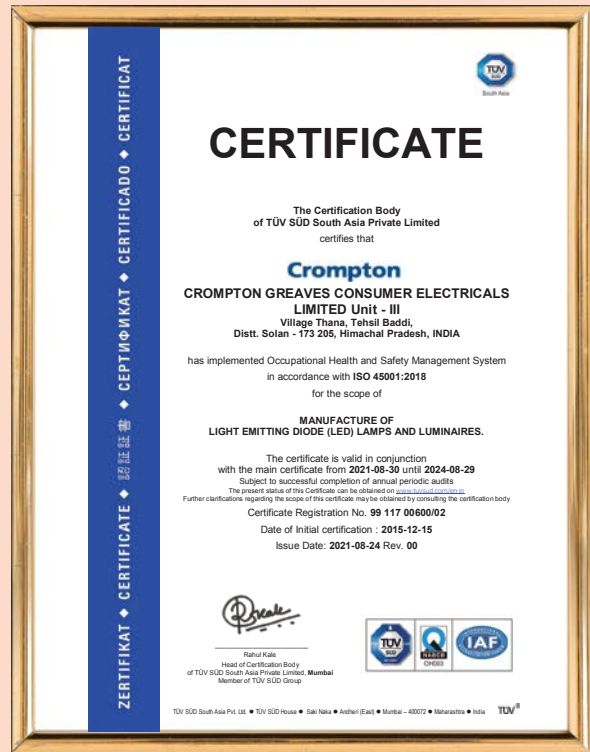 TÜV
SÜD
South Asia
ZERTIFIKAT ◆ CERTIFICATE ◆ 認証証書 ◆ СЕРТИФИКАТ ◆ CERTIFICADO ◆ CERTIFICAT
CERTIFICATE
The Certification Body
of TÜV SÜD South Asia Private Limited
certifies that
Crompton
CROMPTON GREAVES CONSUMER ELECTRICALS
LIMITED Unit - III
Village Thana, Tehsil Baddi,
Distt. Solan - 173 205, Himachal Pradesh, INDIA
has implemented Occupational Health and Safety Management System
in accordance with ISO 45001:2018
for the scope of
MANUFACTURE OF
LIGHT EMITTING DIODE (LED) LAMPS AND LUMINAIRES.
The certificate is valid in conjunction
with the main certificate from 2021-08-30 until 2024-08-29
Subject to successful completion of annual periodic audits
The present status of this Certificate can be obtained on www.tuvsud.com/en-in
Further clarifications regarding the scope of this certificate may be obtained by consulting the certification body
Certificate Registration No. 99 117 00600/02
Date of Initial certification : 2015-12-15
Issue Date: 2021-08-24 Rev. 00
Rahul Kale
Head of Certification Body
of TÜV SÜD South Asia Private Limited, Mumbai
Member of TÜV SÜD Group
TÜV
SÜD
NABCB
OH003
IAF
TÜV SÜD South Asia Pvt. Ltd. ● TÜV SÜD House ● Saki Naka ● Andheri (East) ● Mumbai – 400072 ● Maharashtra ● India
TÜV®